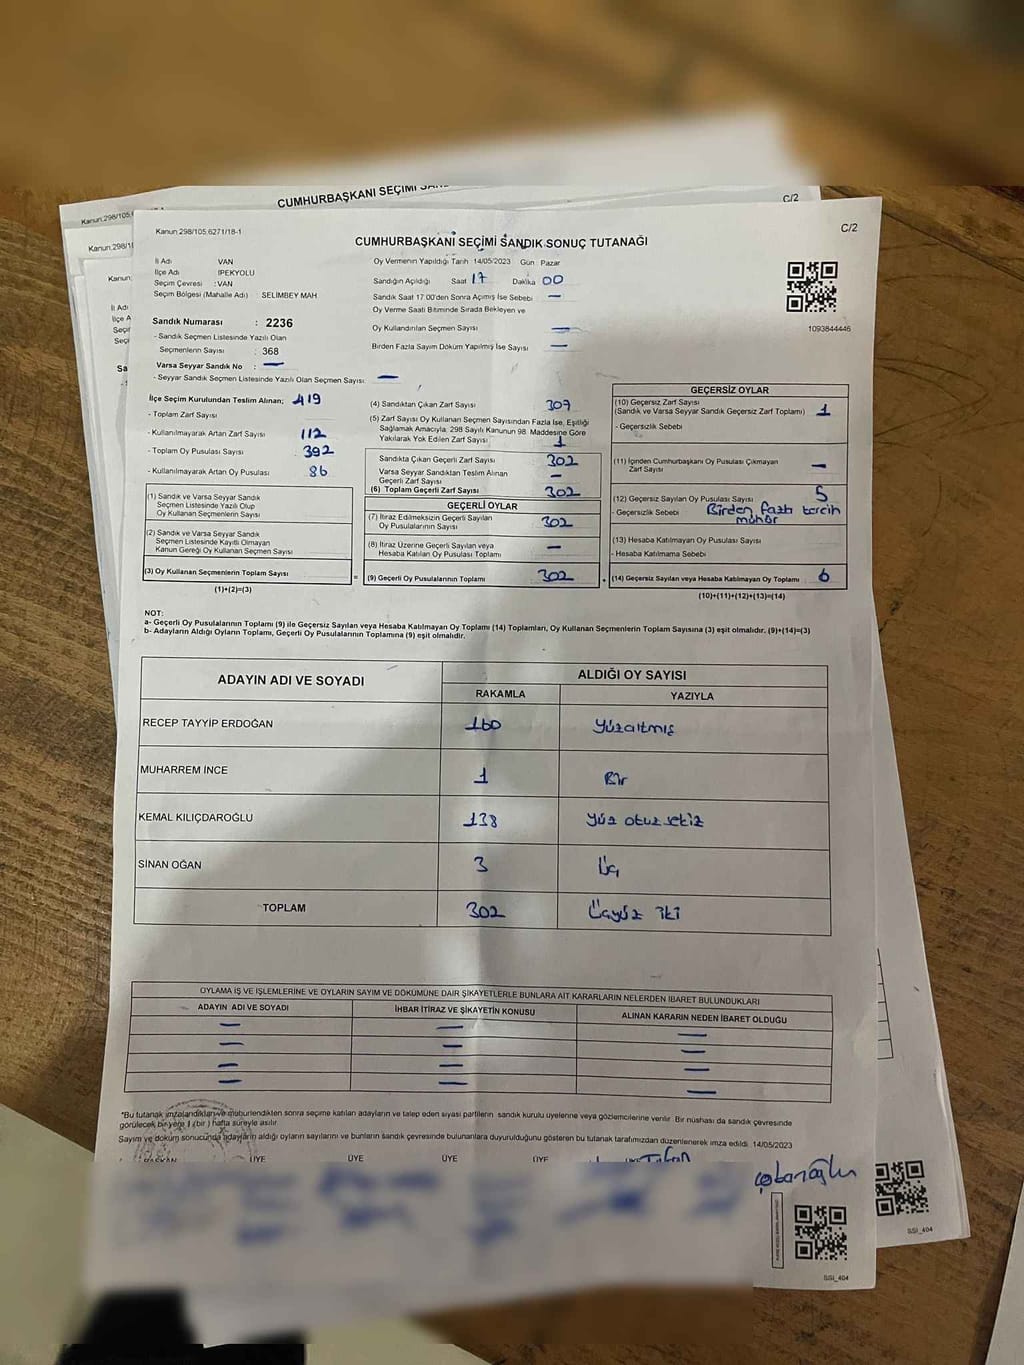 CUMHURBAŞKANI SEÇİMİ
C/2
Kanun:298/105,6
Kanun:298/1
Kanun:
İl Adı
İlçe A
Seçir
Seçi
Sa
Kanun:298/105,6271/18-1
C/2
CUMHURBAŞKANI SEÇİMİ SANDIK SONUÇ TUTANAĞI
1093844446
İl Adı VAN
İlçe Adı İPEKYOLU
Seçim Çevresi : VAN
Seçim Bölgesi (Mahalle Adı) : SELİMBEY MAH
Sandık Numarası : 2236
- Sandık Seçmen Listesinde Yazılı Olan
Seçmenlerin Sayısı : 368
Varsa Seyyar Sandık No : —
- Seyyar Sandık Seçmen Listesinde Yazılı Olan Seçmen Sayısı: —
Oy Vermenin Yapıldığı Tarih 14/05/2023 Gün : Pazar
Sandığın Açıldığı Saat 17 Dakika 00
Sandık Saat 17:00'den Sonra Açımış İse Sebebi —
Oy Verme Saati Bitiminde Sırada Bekleyen ve
Oy Kullandırılan Seçmen Sayısı —
Birden Fazla Sayım Döküm Yapılmış İse Sayısı —
İlçe Seçim Kurulundan Teslim Alınan; 419
- Toplam Zarf Sayısı
- Kullanılmayarak Artan Zarf Sayısı 112
- Toplam Oy Pusulası Sayısı 392
- Kullanılmayarak Artan Oy Pusulası 86
(1) Sandık ve Varsa Seyyar Sandık
Seçmen Listesinde Yazılı Olup
Oy Kullanan Seçmenlerin Sayısı
(2) Sandık ve Varsa Seyyar Sandık
Seçmen Listesinde Kayıtlı Olmayan
Kanun Gereği Oy Kullanan Seçmen Sayısı
(3) Oy Kullanan Seçmenlerin Toplam Sayısı
(1)+(2)=(3)
(4) Sandıktan Çıkan Zarf Sayısı 307
(5) Zarf Sayısı Oy Kullanan Seçmen Sayısından Fazla İse, Eşitliği
Sağlamak Amacıyla, 298 Sayılı Kanunun 98. Maddesine Göre
Yakılarak Yok Edilen Zarf Sayısı 1
Sandıkta Çıkan Geçerli Zarf Sayısı 302
Varsa Seyyar Sandıktan Teslim Alınan
Geçerli Zarf Sayısı —
(6) Toplam Geçerli Zarf Sayısı 302
GEÇERLİ OYLAR
(7) İtiraz Edilmeksizin Geçerli Sayılan
Oy Pusulalarının Sayısı 302
(8) İtiraz Üzerine Geçerli Sayılan veya
Hesaba Katılan Oy Pusulası Toplamı —
= (9) Geçerli Oy Pusulalarının Toplamı 302
GEÇERSİZ OYLAR
(10) Geçersiz Zarf Sayısı
(Sandık ve Varsa Seyyar Sandık Geçersiz Zarf Toplamı) 1
- Geçersizlik Sebebi
(11) İçinden Cumhurbaşkanı Oy Pusulası Çıkmayan
Zarf Sayısı —
(12) Geçersiz Sayılan Oy Pusulası Sayısı 5
- Geçersizlik Sebebi Birden fazla tercih
mühür
(13) Hesaba Katılmayan Oy Pusulası Sayısı
- Hesaba Katılmama Sebebi
+ (14) Geçersiz Sayılan veya Hesaba Katılmayan Oy Toplamı 6
(10)+(11)+(12)+(13)=(14)
NOT:
a- Geçerli Oy Pusulalarının Toplamı (9) ile Geçersiz Sayılan veya Hesaba Katılmayan Oy Toplamı (14) Toplamları, Oy Kullanan Seçmenlerin Toplam Sayısına (3) eşit olmalıdır. (9)+(14)=(3)
b- Adayların Aldığı Oyların Toplamı, Geçerli Oy Pusulalarının Toplamına (9) eşit olmalıdır.
ADAYIN ADI VE SOYADI ALDIĞI OY SAYISI
RAKAMLA YAZIYLA
RECEP TAYYİP ERDOĞAN 160 Yüzaltmış
MUHARREM İNCE 1 Bir
KEMAL KILIÇDAROĞLU 138 Yüz otuz sekiz
SİNAN OĞAN 3 Üç
TOPLAM 302 Üçyüz iki
OYLAMA İŞ VE İŞLEMLERİNE VE OYLARIN SAYIM VE DÖKÜMÜNE DAİR ŞİKAYETLERLE BUNLARA AİT KARARLARIN NELERDEN İBARET BULUNDUKLARI
ADAYIN ADI VE SOYADI İHBAR İTİRAZ VE ŞİKAYETİN KONUSU ALINAN KARARIN NEDEN İBARET OLDUĞU
— — —
— — —
— — —
— — —
*Bu tutanak imzalandıktan ve mühürlendikten sonra seçime katılan adayların ve talep eden siyasi partilerin sandık kurulu üyelerine veya gözlemcilerine verilir. Bir nüshası da sandık çevresinde
görülecek bir yere 1 (bir) hafta süreyle asılır.
Sayım ve döküm sonucunda adayların aldığı oyların sayılarını ve bunların sandık çevresinde bulunanlara duyurulduğunu gösteren bu tutanak tarafımızdan düzenlenerek imza edildi. 14/05/2023
BAŞKAN ÜYE ÜYE ÜYE ÜYE
Çobanoğlu
SSI_404
SSI_404